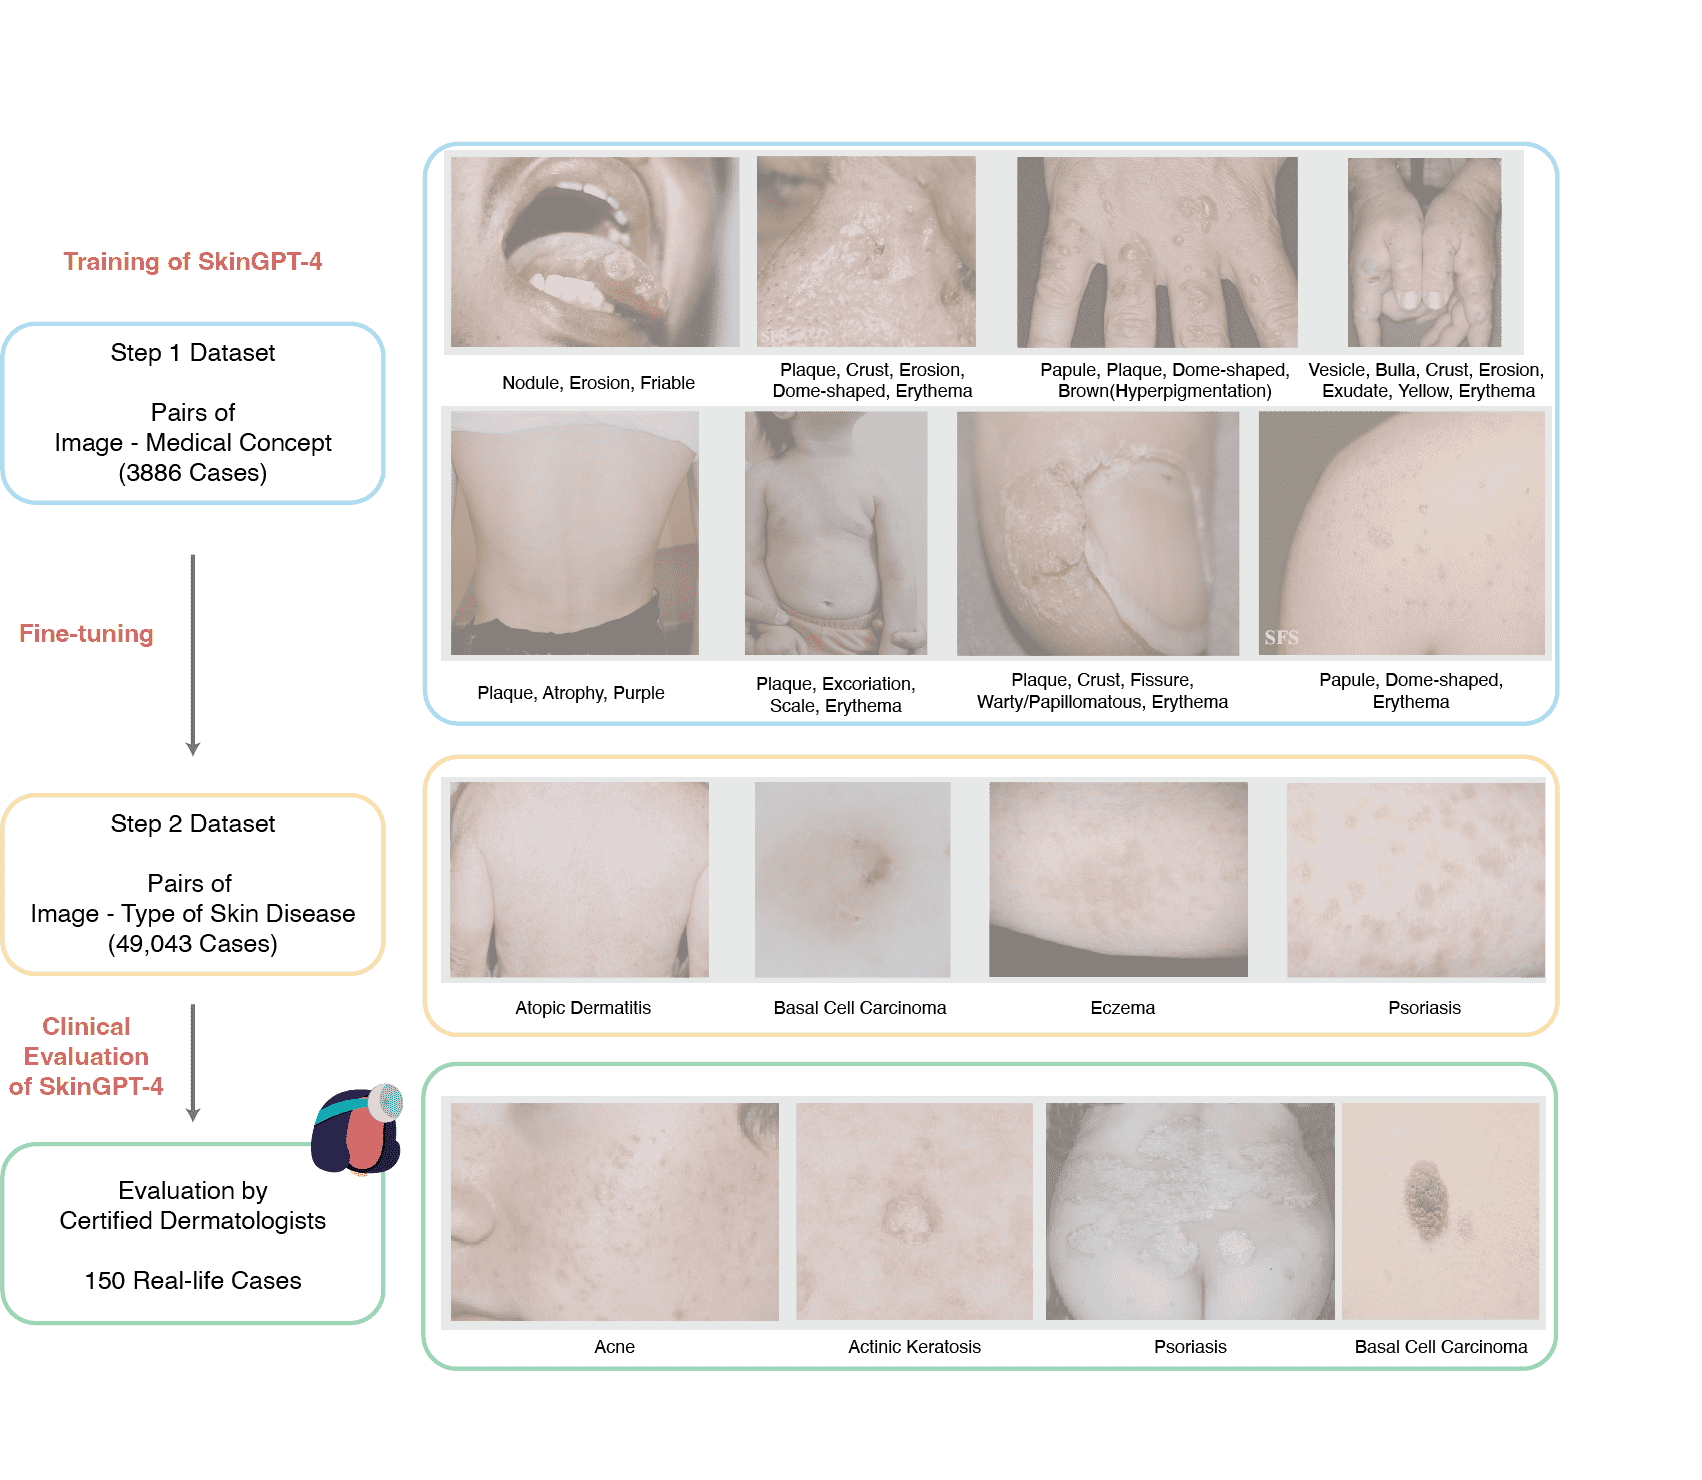 Training of SkinGPT-4
Step 1 Dataset
Pairs of
Image - Medical Concept
(3886 Cases)
Fine-tuning
Step 2 Dataset
Pairs of
Image - Type of Skin Disease
(49,043 Cases)
Clinical
Evaluation
of SkinGPT-4
Evaluation by
Certified Dermatologists
150 Real-life Cases
Nodule, Erosion, Friable
Plaque, Crust, Erosion,
Dome-shaped, Erythema
Papule, Plaque, Dome-shaped,
Brown(Hyperpigmentation)
Vesicle, Bulla, Crust, Erosion,
Exudate, Yellow, Erythema
Plaque, Atrophy, Purple
Plaque, Excoriation,
Scale, Erythema
Plaque, Crust, Fissure,
Warty/Papillomatous, Erythema
SFS
Papule, Dome-shaped,
Erythema
Atopic Dermatitis
Basal Cell Carcinoma
Eczema
Psoriasis
Acne
Actinic Keratosis
Psoriasis
Basal Cell Carcinoma